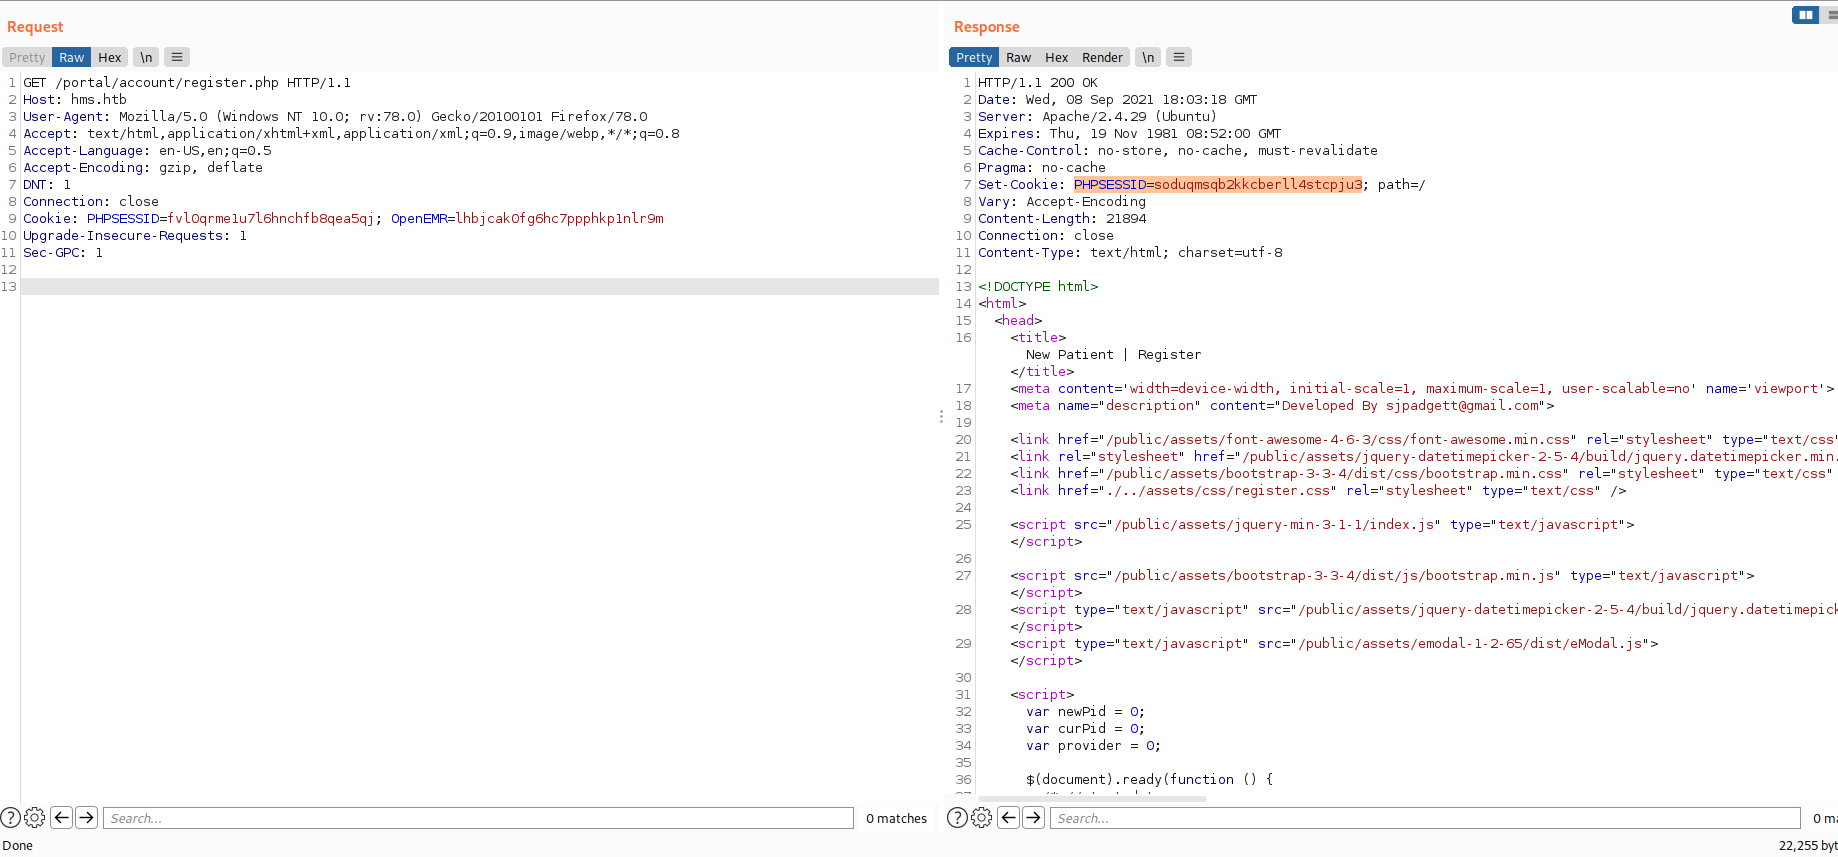 Request
Pretty Raw Hex \n
1 GET /portal/account/register.php HTTP/1.1
2 Host: hms.htb
3 User-Agent: Mozilla/5.0 (Windows NT 10.0; rv:78.0) Gecko/20100101 Firefox/78.0
4 Accept: text/html,application/xhtml+xml,application/xml;q=0.9,image/webp,*/*;q=0.8
5 Accept-Language: en-US,en;q=0.5
6 Accept-Encoding: gzip, deflate
7 DNT: 1
8 Connection: close
9 Cookie: PHPSESSID=fvl0qrme1u7l6hnchfb8qea5qj; OpenEMR=lhbjcak0fg6hc7ppphkp1nlr9m
10 Upgrade-Insecure-Requests: 1
11 Sec-GPC: 1
12
13
Search...
0 matches
Done
Response
Pretty Raw Hex Render \n
1 HTTP/1.1 200 OK
2 Date: Wed, 08 Sep 2021 18:03:18 GMT
3 Server: Apache/2.4.29 (Ubuntu)
4 Expires: Thu, 19 Nov 1981 08:52:00 GMT
5 Cache-Control: no-store, no-cache, must-revalidate
6 Pragma: no-cache
7 Set-Cookie: PHPSESSID=soduqmsqb2kkcberll4stcpju3; path=/
8 Vary: Accept-Encoding
9 Content-Length: 21894
10 Connection: close
11 Content-Type: text/html; charset=utf-8
12
13 <!DOCTYPE html>
14 <html>
15 <head>
16 <title>
New Patient | Register
</title>
17 <meta content='width=device-width, initial-scale=1, maximum-scale=1, user-scalable=no' name='viewport'>
18 <meta name="description" content="Developed By sjpadgett@gmail.com">
19
20 <link href="/public/assets/font-awesome-4-6-3/css/font-awesome.min.css" rel="stylesheet" type="text/css"
21 <link rel="stylesheet" href="/public/assets/jquery-datetimepicker-2-5-4/build/jquery.datetimepicker.min.
22 <link href="/public/assets/bootstrap-3-3-4/dist/css/bootstrap.min.css" rel="stylesheet" type="text/css"
23 <link href="./../assets/css/register.css" rel="stylesheet" type="text/css" />
24
25 <script src="/public/assets/jquery-min-3-1-1/index.js" type="text/javascript">
</script>
26
27 <script src="/public/assets/bootstrap-3-3-4/dist/js/bootstrap.min.js" type="text/javascript">
</script>
28 <script type="text/javascript" src="/public/assets/jquery-datetimepicker-2-5-4/build/jquery.datetimepick
</script>
29 <script type="text/javascript" src="/public/assets/emodal-1-2-65/dist/eModal.js">
</script>
30
31 <script>
32 var newPid = 0;
33 var curPid = 0;
34 var provider = 0;
35
36 $(document).ready(function () {
Search...
0 ma
22,255 byt